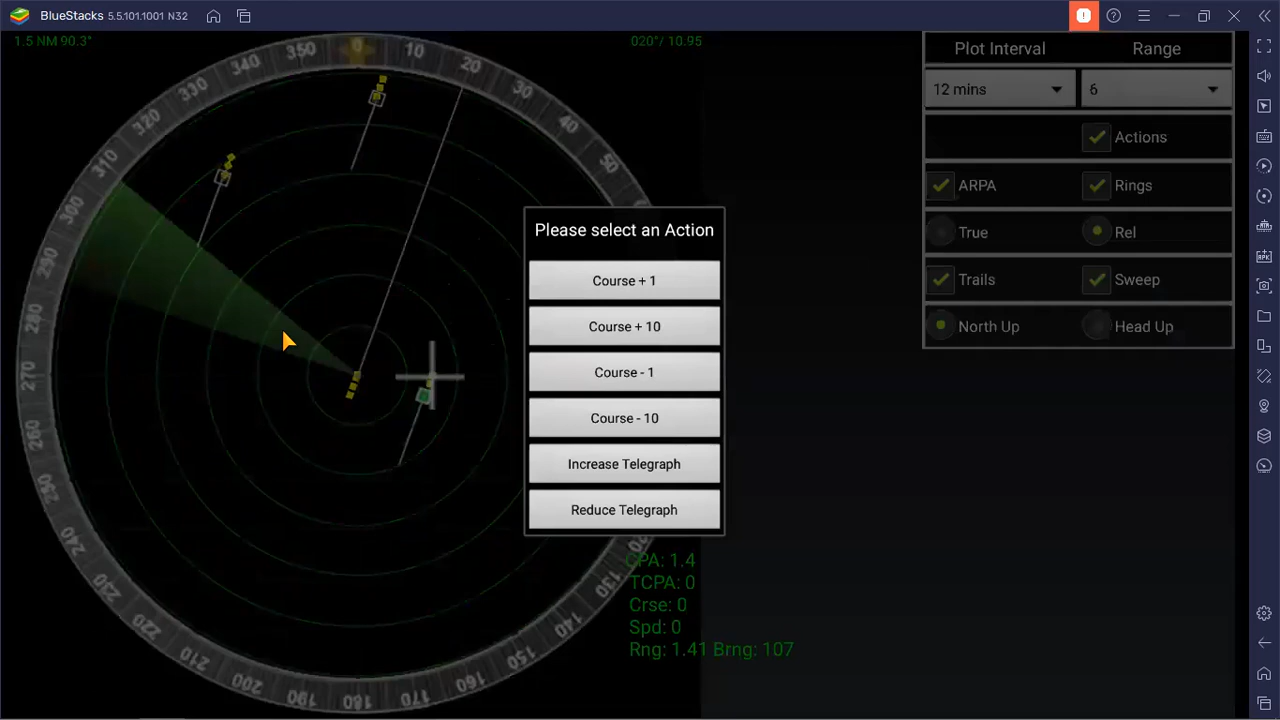 BlueStacks 5.5.101.1001 N32
1.5 NM 90.3°
020°/ 10.95
Plot Interval Range
12 mins 6
Actions
ARPA Rings
True Rel
Trails Sweep
North Up Head Up
Please select an Action
Course + 1
Course + 10
Course - 1
Course - 10
Increase Telegraph
Reduce Telegraph
CPA: 1.4
TCPA: 0
Crse: 0
Spd: 0
Rng: 1.41 Brng: 107
350 0 10 20 30 40 50
340
330
320
310
300
290
280
270
260
240
230
220
210 200 190 180 170 160 150 140 130